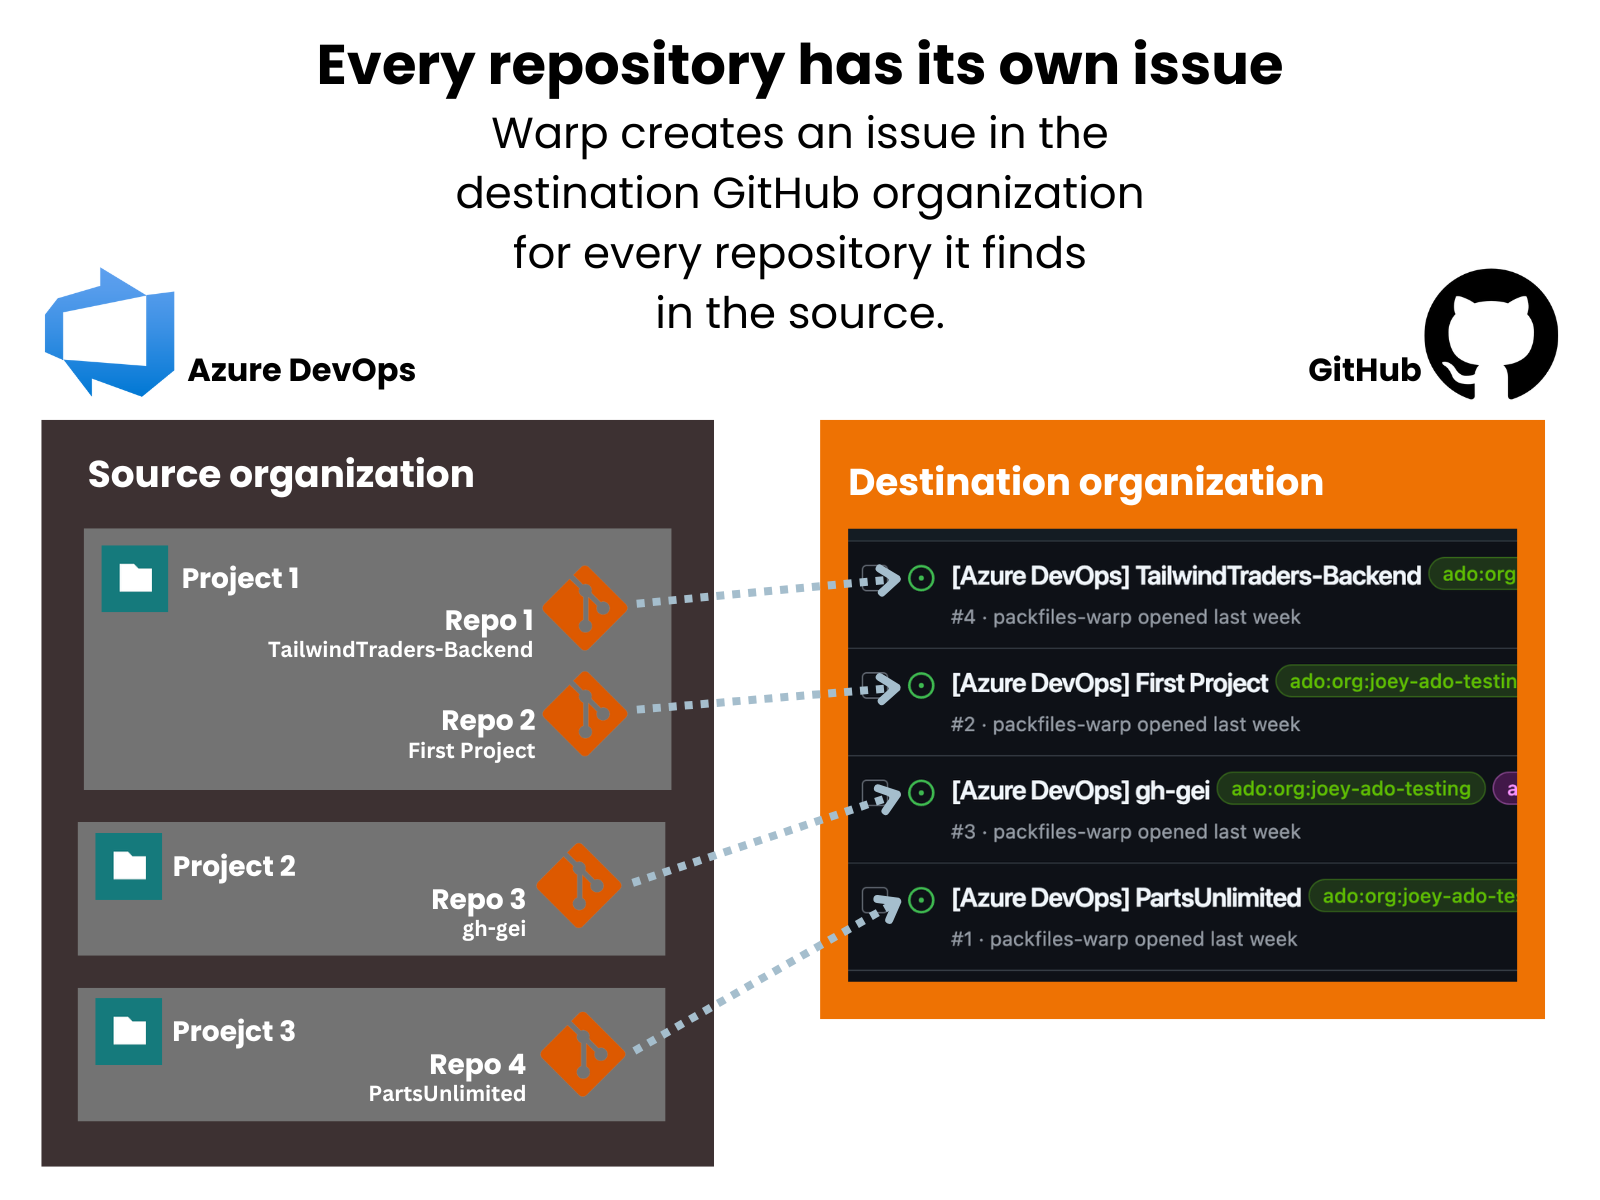 Every repository has its own issue
Warp creates an issue in the
destination GitHub organization
for every repository it finds
in the source.
Azure DevOps
GitHub
Source organization
Project 1
Repo 1
TailwindTraders-Backend
Repo 2
First Project
Project 2
Repo 3
gh-gei
Proejct 3
Repo 4
PartsUnlimited
Destination organization
[Azure DevOps] TailwindTraders-Backend ado:org
#4 · packfiles-warp opened last week
[Azure DevOps] First Project ado:org:joey-ado-testin
#2 · packfiles-warp opened last week
[Azure DevOps] gh-gei ado:org:joey-ado-testing a
#3 · packfiles-warp opened last week
[Azure DevOps] PartsUnlimited ado:org:joey-ado-tes
#1 · packfiles-warp opened last week